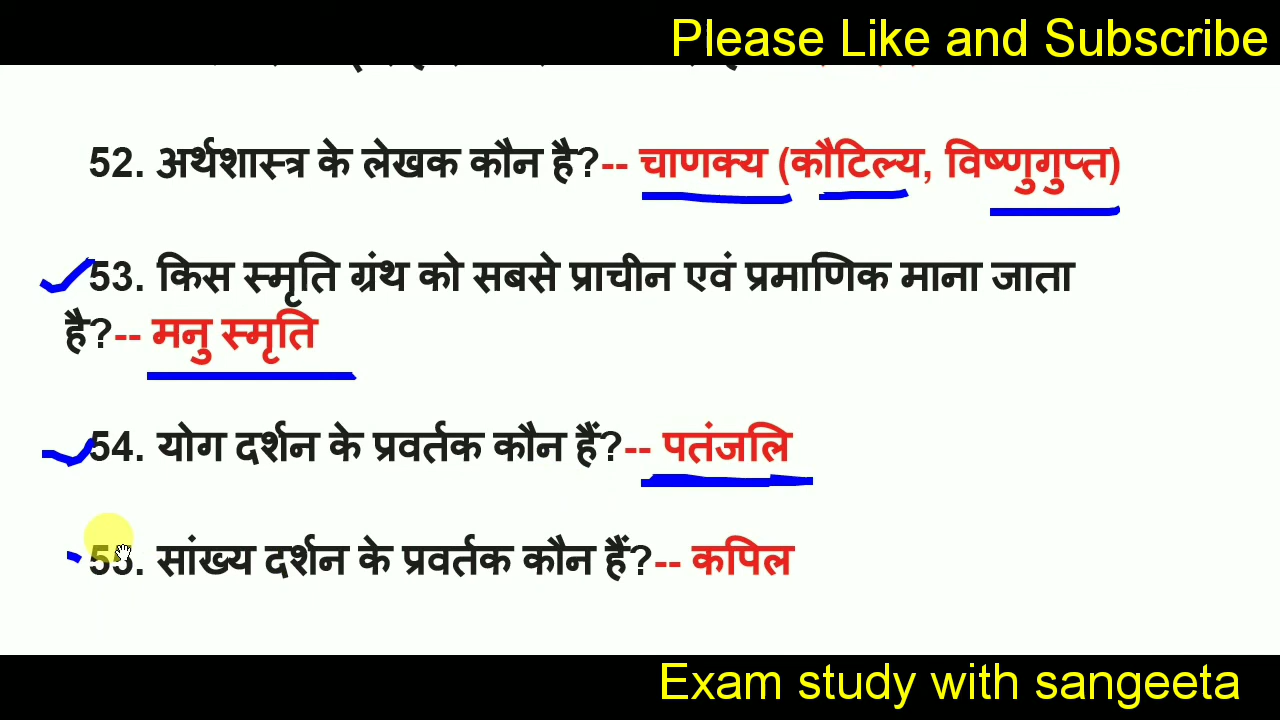 Please Like and Subscribe
52. अर्थशास्त्र के लेखक कौन है?-- चाणक्य (कौटिल्य, विष्णुगुप्त)
53. किस स्मृति ग्रंथ को सबसे प्राचीन एवं प्रमाणिक माना जाता
है?-- मनु स्मृति
54. योग दर्शन के प्रवर्तक कौन हैं?-- पतंजलि
55. सांख्य दर्शन के प्रवर्तक कौन हैं?-- कपिल
Exam study with sangeeta